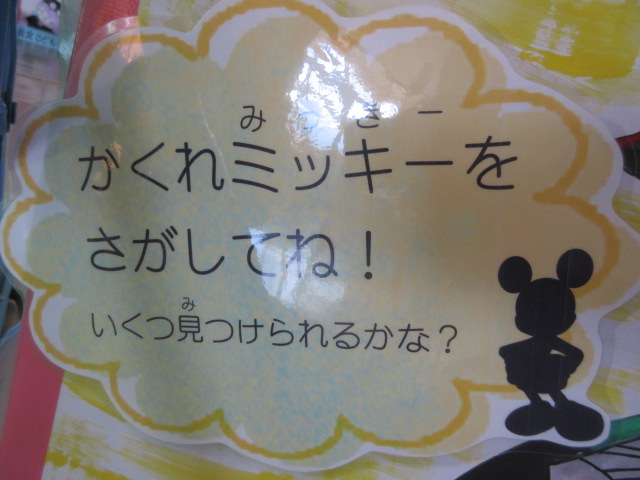 みっきー
かくれミッキーを
さがしてね！
み
いくつ見つけられるかな？